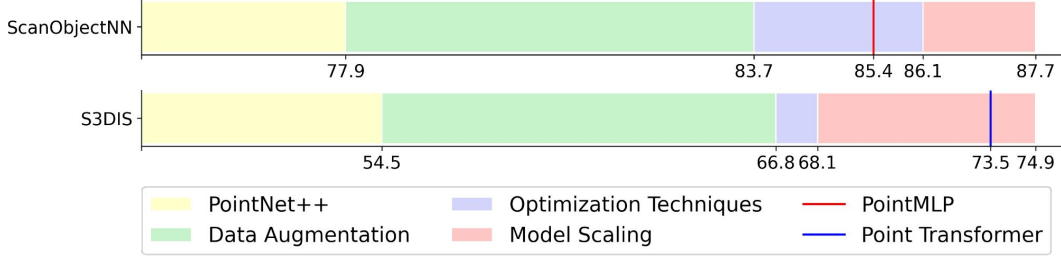 ScanObjectNN
77.9 83.7 85.4 86.1 87.7
S3DIS
54.5 66.8 68.1 73.5 74.9
PointNet++ Optimization Techniques PointMLP
Data Augmentation Model Scaling Point Transformer